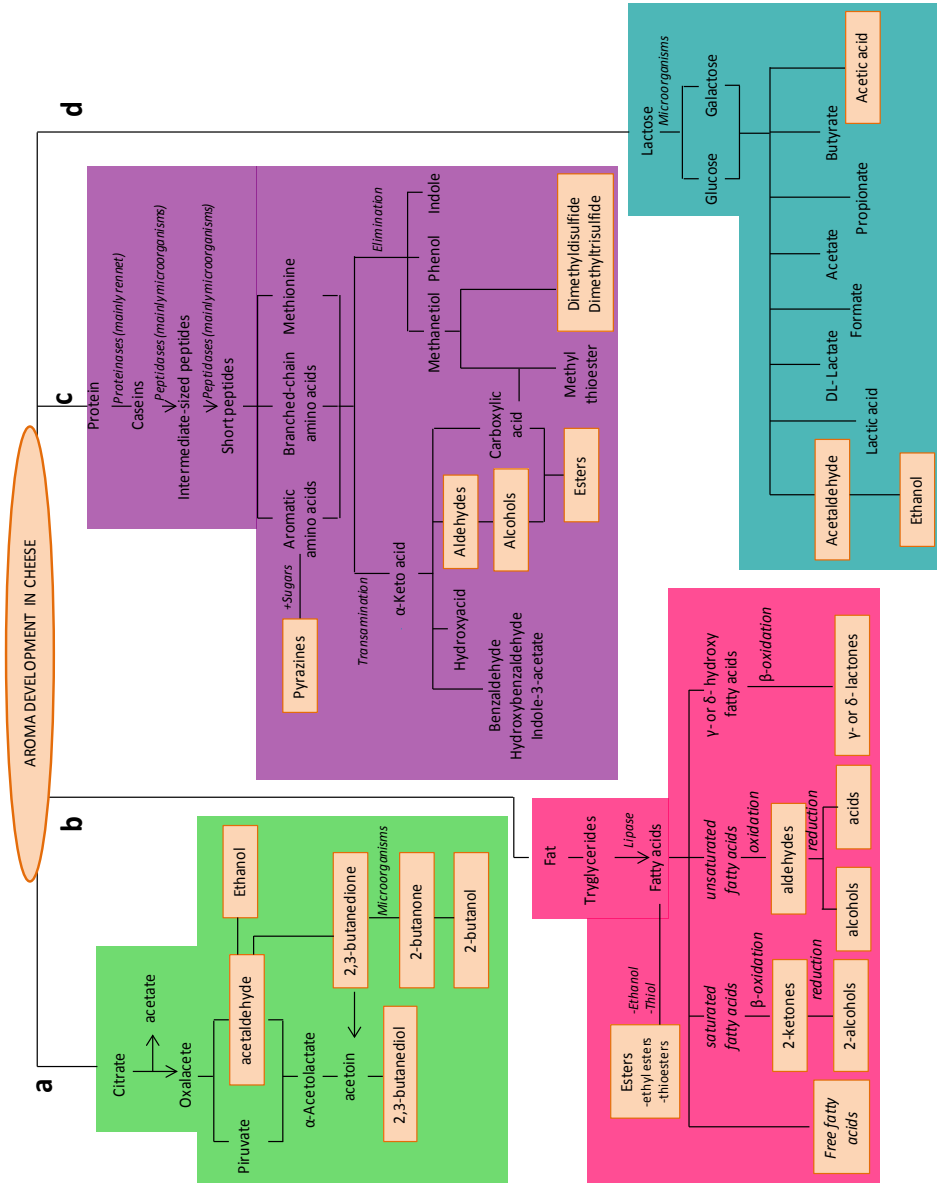 AROMA DEVELOPMENT IN CHEESE
a
Citrate
acetate
Oxalacete
Piruvate
acetaldehyde
Ethanol
α-Acetolactate
acetoin
2,3-butanedione
Microorganisms
2,3-butanediol
2-butanone
2-butanol
b
Fat
Tryglycerides
Lipase
Fatty acids
-Ethanol
-Thiol
Esters
-ethyl esters
-thioesters
Free fatty
acids
saturated
fatty acids
β-oxidation
2-ketones
reduction
2-alcohols
unsaturated
fatty acids
oxidation
aldehydes
reduction
alcohols
acids
γ- or δ- hydroxy
fatty acids
β-oxidation
γ- or δ- lactones
c
Protein
Proteinases (mainly rennet)
Caseins
Peptidases (mainly microorganisms)
Intermediate-sized peptides
Peptidases (mainly microorganisms)
Short peptides
Aromatic
amino acids
Branched-chain
amino acids
Methionine
+Sugars
Pyrazines
Transamination
Elimination
α-Keto acid
Methanetiol
Phenol
Indole
Benzaldehyde
Hydroxybenzaldehyde
Indole-3-acetate
Hydroxyacid
Aldehydes
Alcohols
Carboxylic
acid
Esters
Methyl
thioester
Dimethyldisulfide
Dimethyltrisulfide
d
Lactose
Microorganisms
Glucose
Galactose
Acetaldehyde
Ethanol
Lactic acid
DL- Lactate
Formate
Acetate
Propionate
Butyrate
Acetic acid